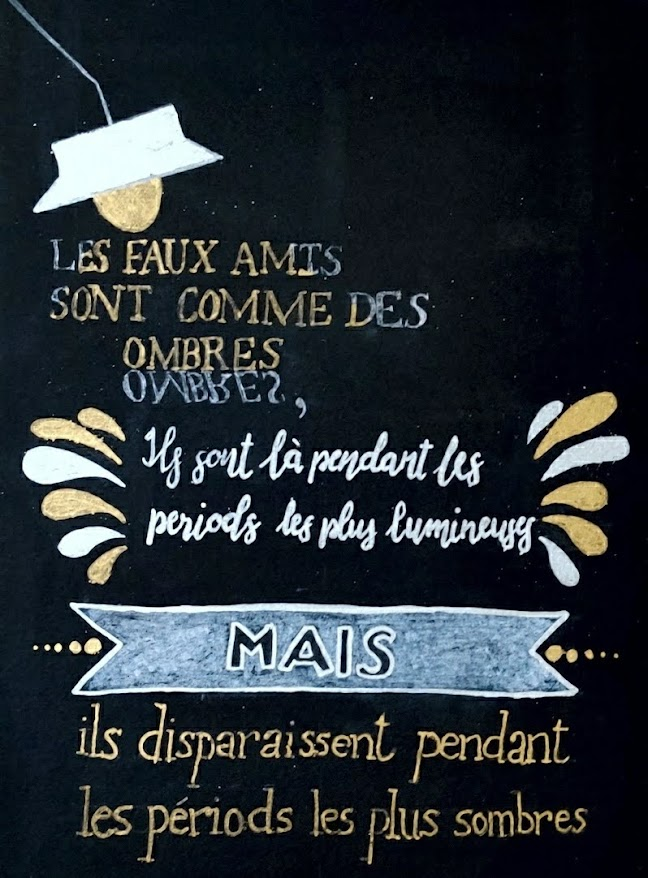 LES FAUX AMIS
SONT COMME DES
OMBRES
OMBRES,
Ils sont là pendant les
periods les plus lumineuses
MAIS
ils disparaissent pendant
les périods les plus sombres